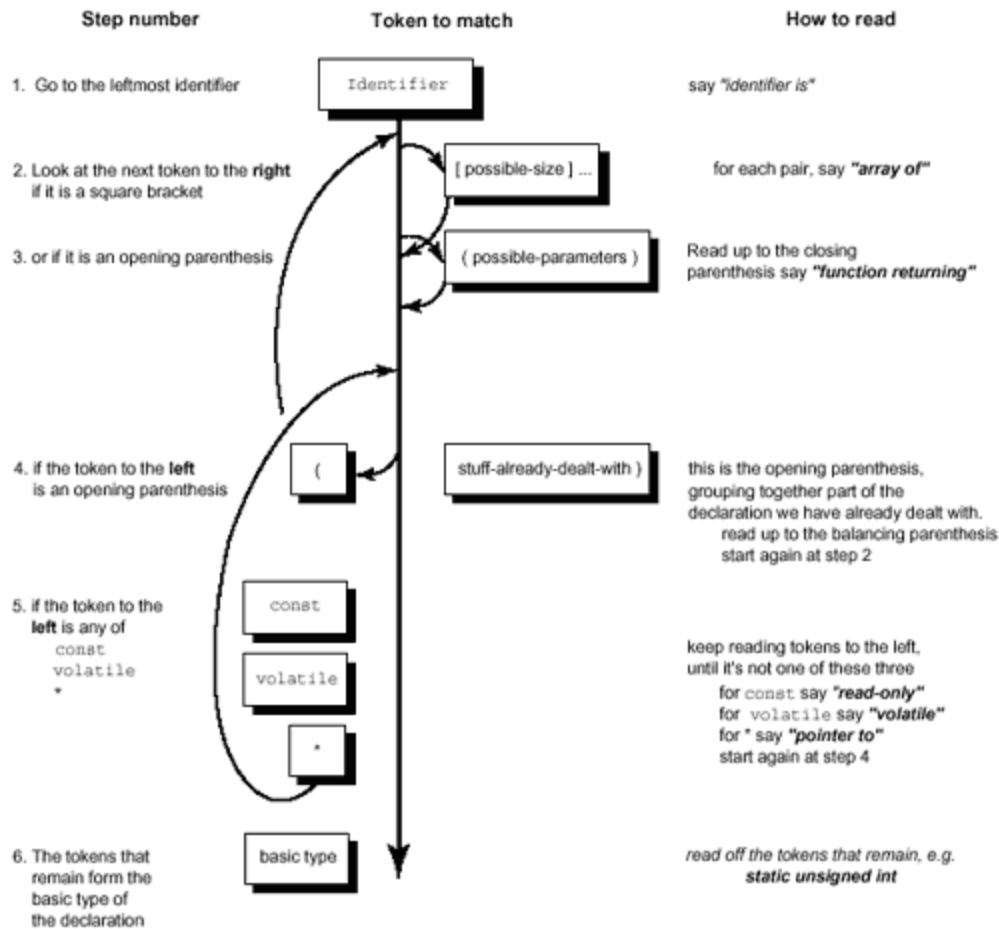 Step number Token to match How to read
1. Go to the leftmost identifier Identifier say "identifier is"
2. Look at the next token to the right
if it is a square bracket
[ possible-size ] ...
for each pair, say "array of"
3. or if it is an opening parenthesis
( possible-parameters )
Read up to the closing
parenthesis say "function returning"
4. if the token to the left
is an opening parenthesis
(
stuff-already-dealt-with )
this is the opening parenthesis,
grouping together part of the
declaration we have already dealt with.
read up to the balancing parenthesis
start again at step 2
5. if the token to the
left is any of
const
volatile
*
const
volatile
*
keep reading tokens to the left,
until it's not one of these three
for const say "read-only"
for volatile say "volatile"
for * say "pointer to"
start again at step 4
6. The tokens that
remain form the
basic type of
the declaration
basic type
read off the tokens that remain, e.g.
static unsigned int